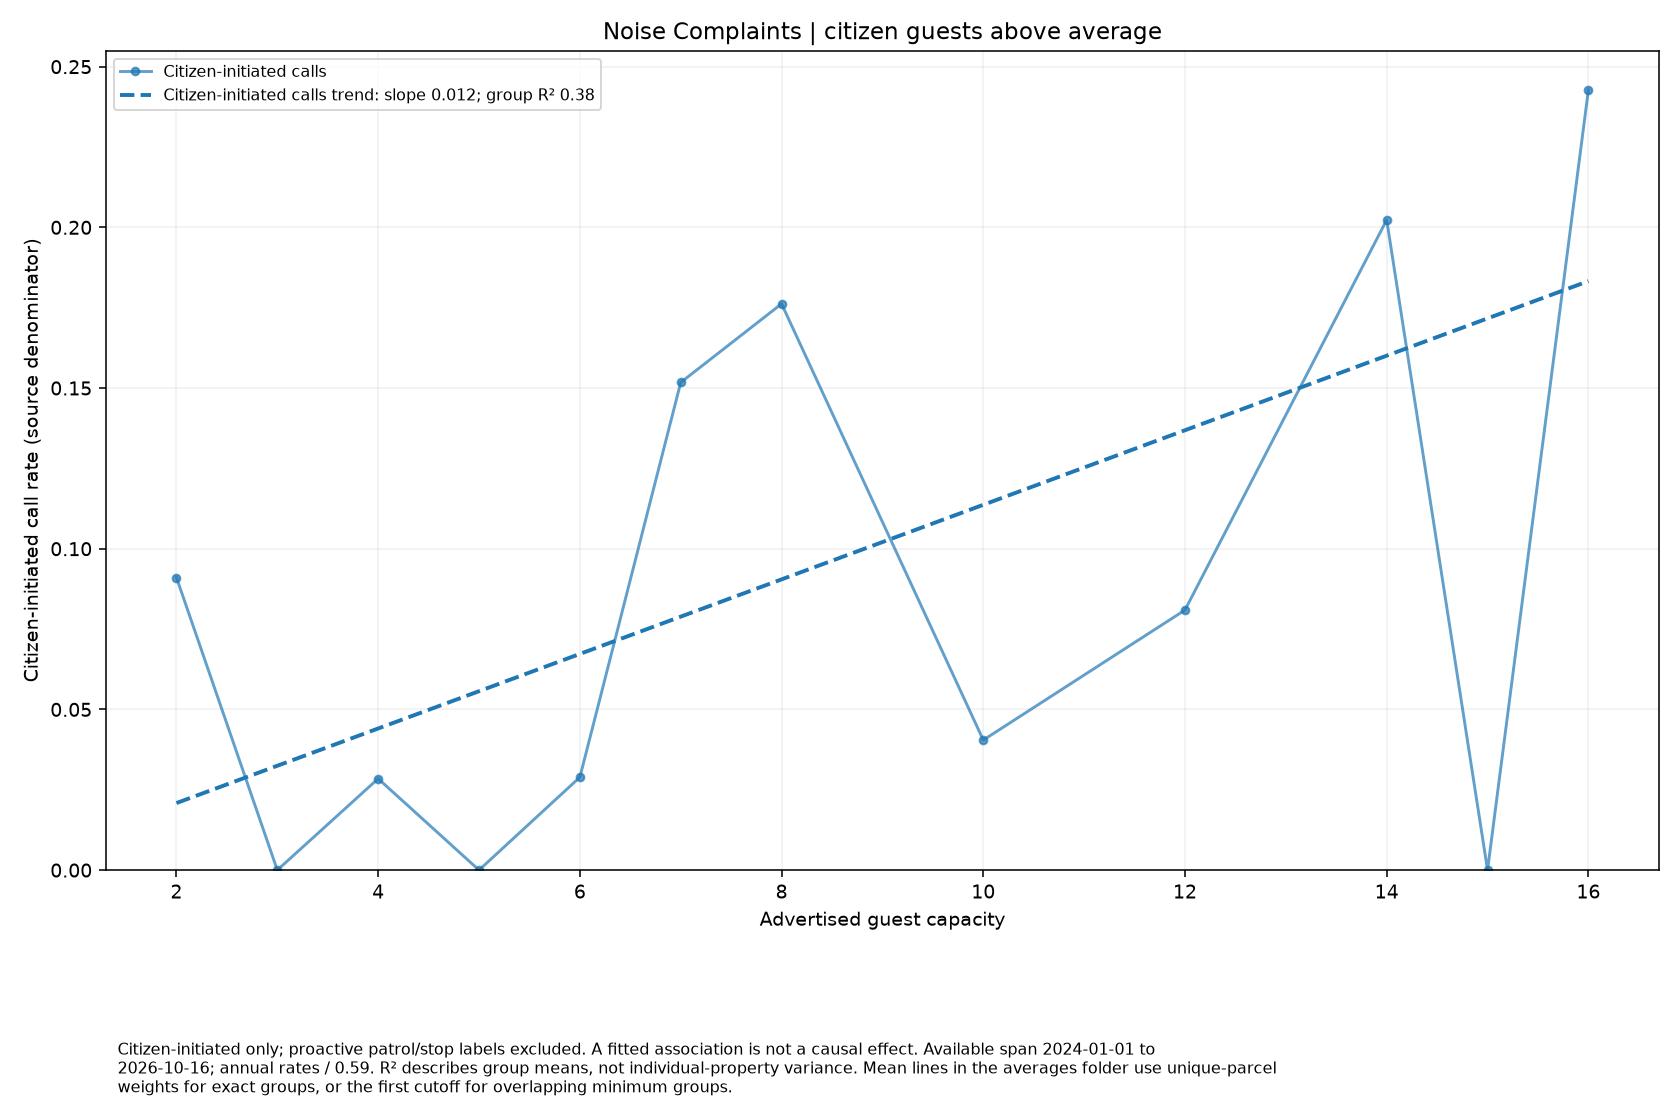 Noise Complaints | citizen guests above average
Citizen-initiated calls
Citizen-initiated calls trend: slope 0.012; group R² 0.38
Citizen-initiated call rate (source denominator)
0.25
0.20
0.15
0.10
0.05
0.00
2 4 6 8 10 12 14 16
Advertised guest capacity
Citizen-initiated only; proactive patrol/stop labels excluded. A fitted association is not a causal effect. Available span 2024-01-01 to
2026-10-16; annual rates / 0.59. R² describes group means, not individual-property variance. Mean lines in the averages folder use unique-parcel
weights for exact groups, or the first cutoff for overlapping minimum groups.